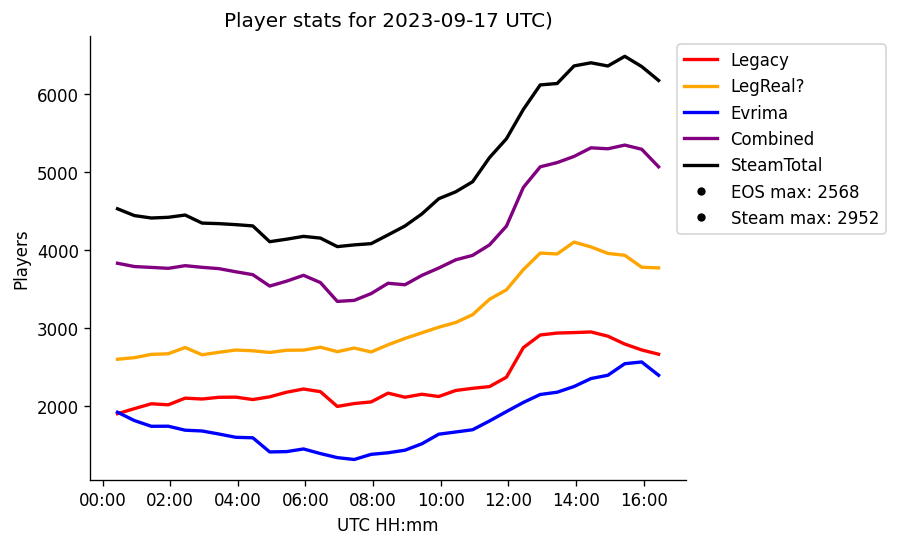 Player stats for 2023-09-17 UTC)
Legacy
LegReal?
Evrima
Combined
SteamTotal
EOS max: 2568
Steam max: 2952
Players
6000
5000
4000
3000
2000
00:00 02:00 04:00 06:00 08:00 10:00 12:00 14:00 16:00
UTC HH:mm